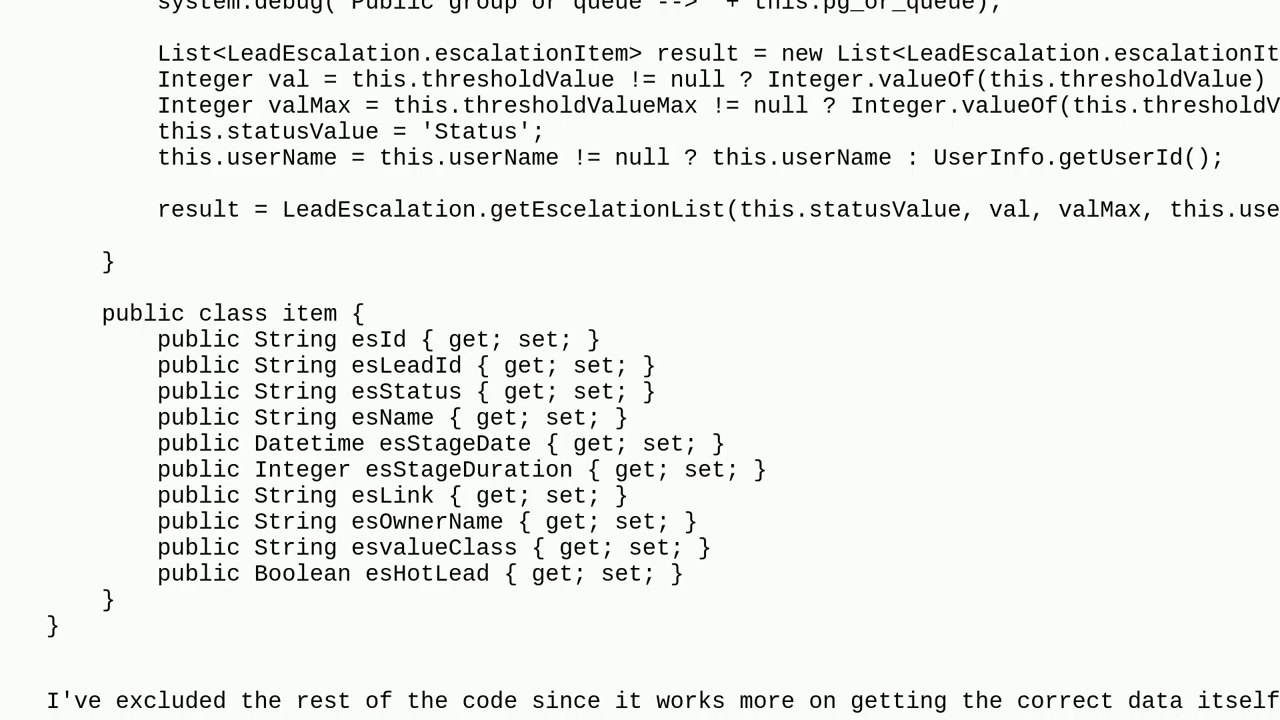 system.debug('Public group or queue --> ' + this.pg_or_queue);
List<LeadEscalation.escalationItem> result = new List<LeadEscalation.escalationIt
Integer val = this.thresholdValue != null ? Integer.valueOf(this.thresholdValue)
Integer valMax = this.thresholdValueMax != null ? Integer.valueOf(this.thresholdV
this.statusValue = 'Status';
this.userName = this.userName != null ? this.userName : UserInfo.getUserId();
result = LeadEscalation.getEscelationList(this.statusValue, val, valMax, this.use
}
public class item {
public String esId { get; set; }
public String esLeadId { get; set; }
public String esStatus { get; set; }
public String esName { get; set; }
public Datetime esStageDate { get; set; }
public Integer esStageDuration { get; set; }
public String esLink { get; set; }
public String esOwnerName { get; set; }
public String esvalueClass { get; set; }
public Boolean esHotLead { get; set; }
}
}
I've excluded the rest of the code since it works more on getting the correct data itself